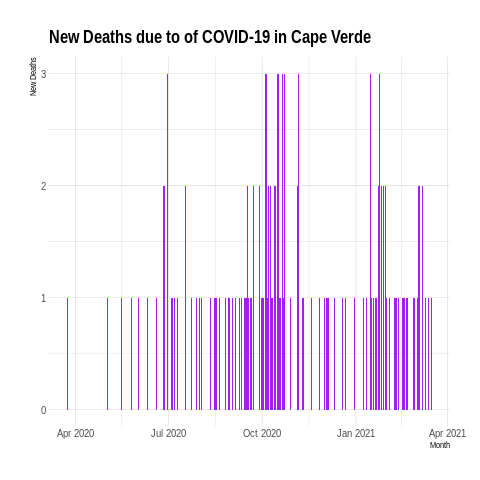 New Deaths due to of COVID-19 in Cape Verde
New Deaths
3
2
1
0
Apr 2020 Jul 2020 Oct 2020 Jan 2021 Apr 2021
Month